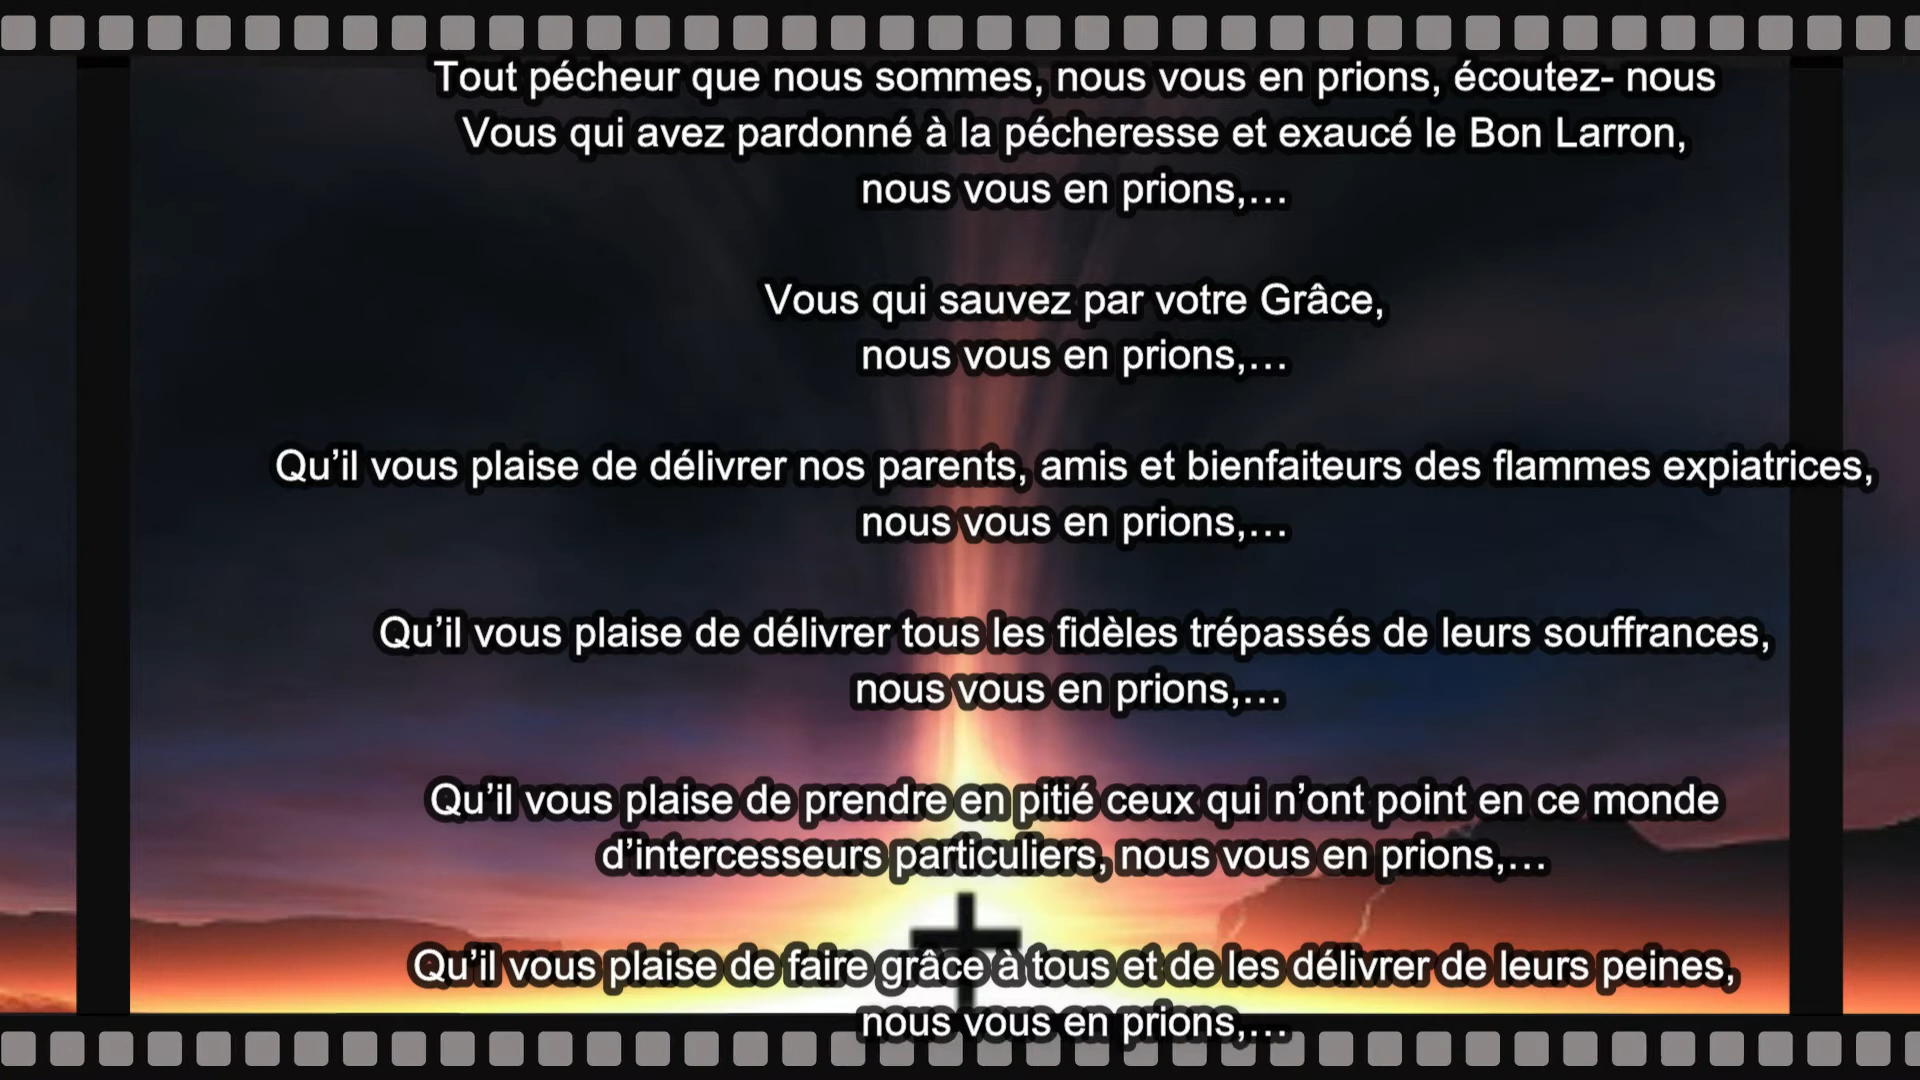 Tout pécheur que nous sommes, nous vous en prions, écoutez- nous
Vous qui avez pardonné à la pécheresse et exaucé le Bon Larron,
nous vous en prions,…
Vous qui sauvez par votre Grâce,
nous vous en prions,…
Qu’il vous plaise de délivrer nos parents, amis et bienfaiteurs des flammes expiatrices,
nous vous en prions,…
Qu’il vous plaise de délivrer tous les fidèles trépassés de leurs souffrances,
nous vous en prions,…
Qu’il vous plaise de prendre en pitié ceux qui n’ont point en ce monde
d’intercesseurs particuliers, nous vous en prions,…
Qu’il vous plaise de faire grâce à tous et de les délivrer de leurs peines,
nous vous en prions,…